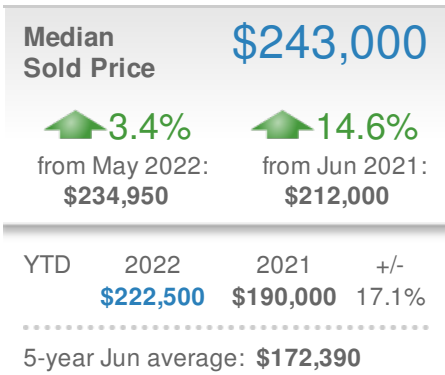 Median $243,000
Sold Price
3.4% 14.6%
from May 2022: from Jun 2021:
$234,950 $212,000
YTD 2022 2021 +/-
$222,500 $190,000 17.1%
5-year Jun average: $172,390